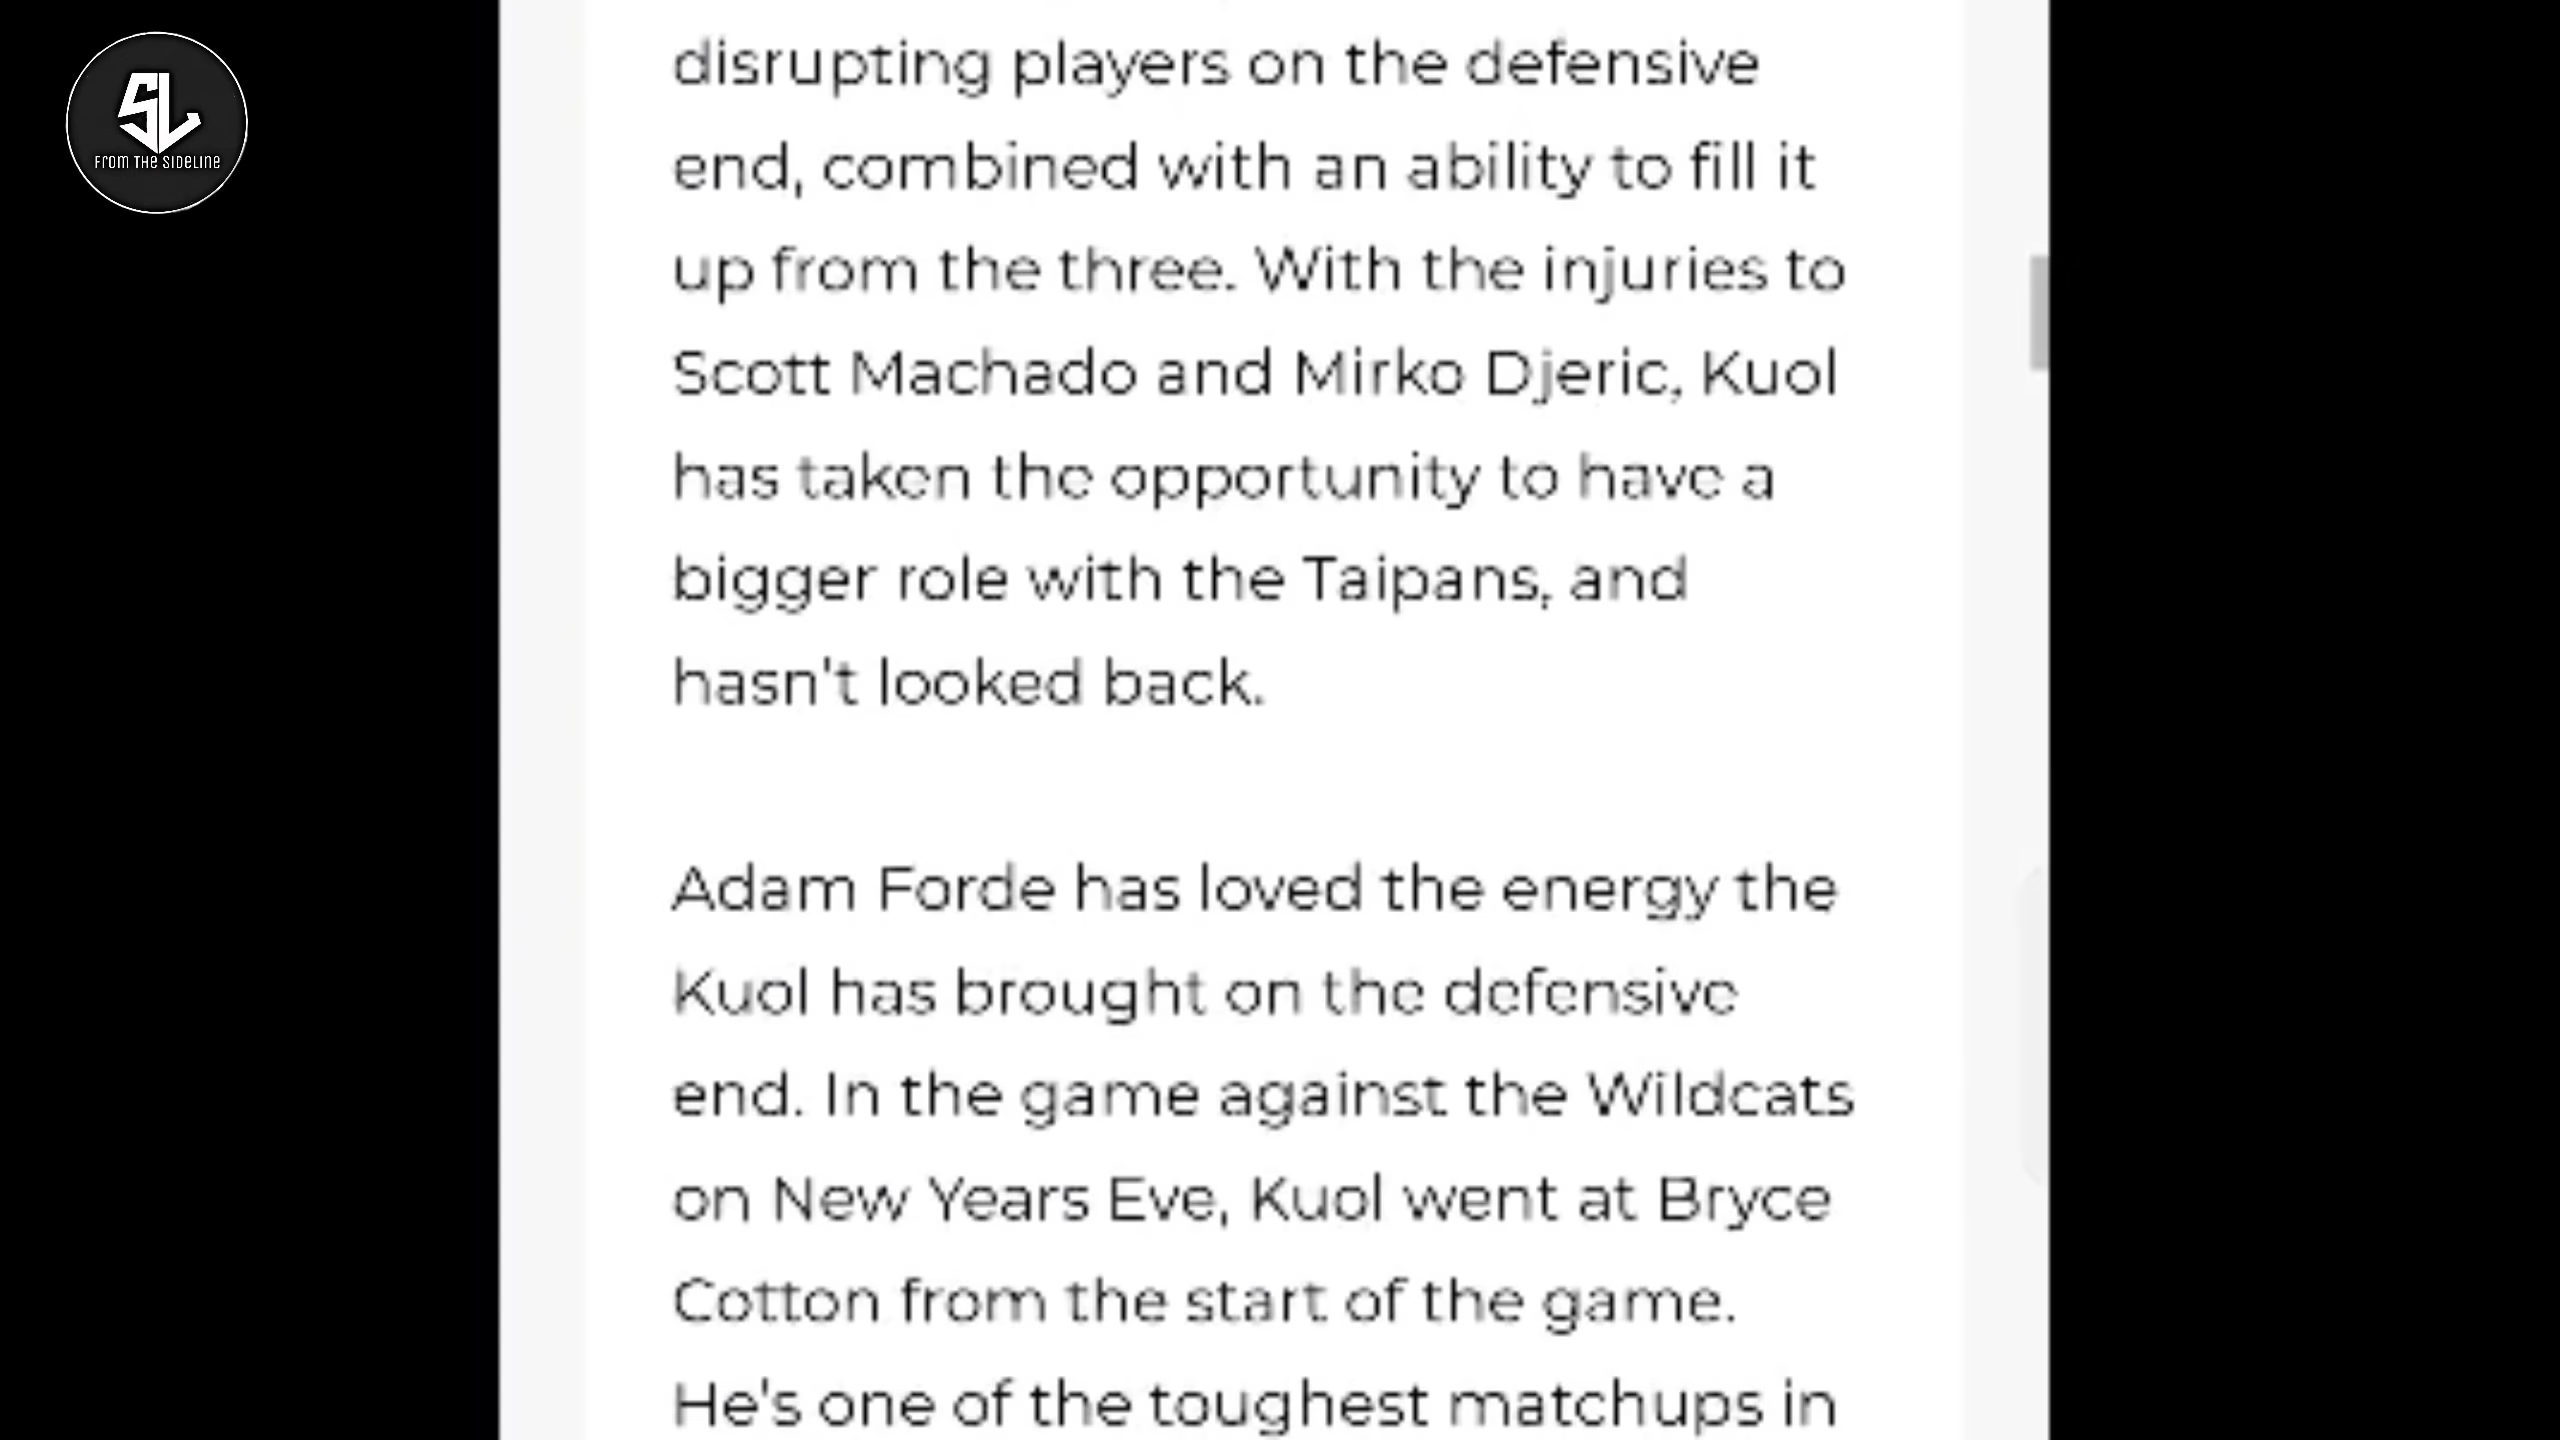 SL
FROM THE SIDELINE
disrupting players on the defensive
end, combined with an ability to fill it
up from the three. With the injuries to
Scott Machado and Mirko Djeric, Kuol
has taken the opportunity to have a
bigger role with the Taipans, and
hasn't looked back.
Adam Forde has loved the energy the
Kuol has brought on the defensive
end. In the game against the Wildcats
on New Years Eve, Kuol went at Bryce
Cotton from the start of the game.
He's one of the toughest matchups in